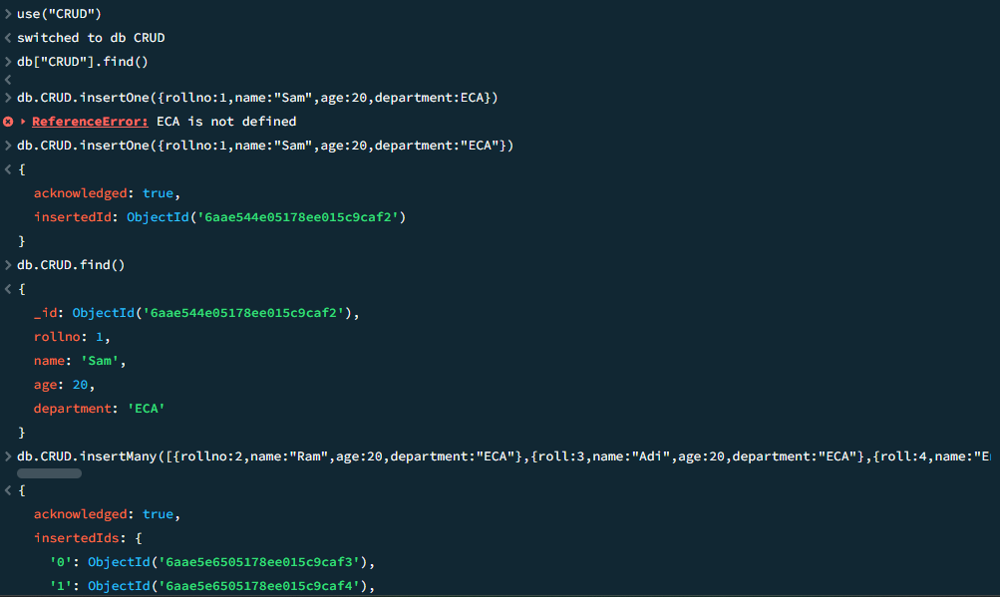 use("CRUD")
switched to db CRUD
db["CRUD"].find()
db.CRUD.insertOne({rollno:1,name:"Sam",age:20,department:ECA})
ReferenceError: ECA is not defined
db.CRUD.insertOne({rollno:1,name:"Sam",age:20,department:"ECA"})
{
acknowledged: true,
insertedId: ObjectId('6aae544e05178ee015c9caf2')
}
db.CRUD.find()
{
_id: ObjectId('6aae544e05178ee015c9caf2'),
rollno: 1,
name: 'Sam',
age: 20,
department: 'ECA'
}
db.CRUD.insertMany([{rollno:2,name:"Ram",age:20,department:"ECA"},{roll:3,name:"Adi",age:20,department:"ECA"},{roll:4,name:"E
{
acknowledged: true,
insertedIds: {
'0': ObjectId('6aae5e6505178ee015c9caf3'),
'1': ObjectId('6aae5e6505178ee015c9caf4'),